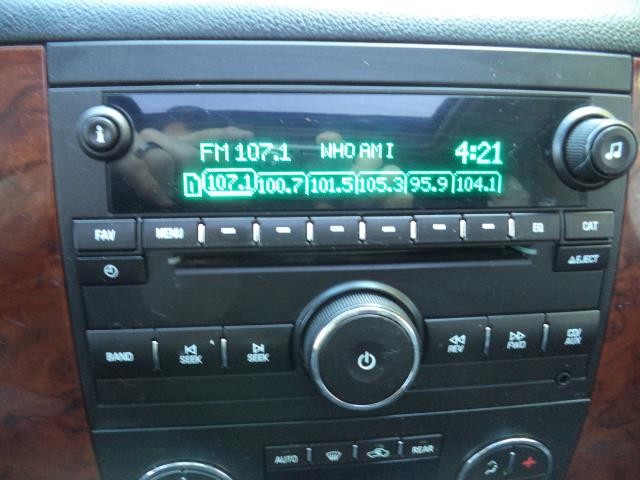 FM 107.1 WHO AM I 4:21
1 107.1 100.7 101.5 105.3 95.9 104.1
FAV MENU EQ CAT
EJECT
BAND SEEK SEEK REV FWD CD/AUX
AUTO REAR